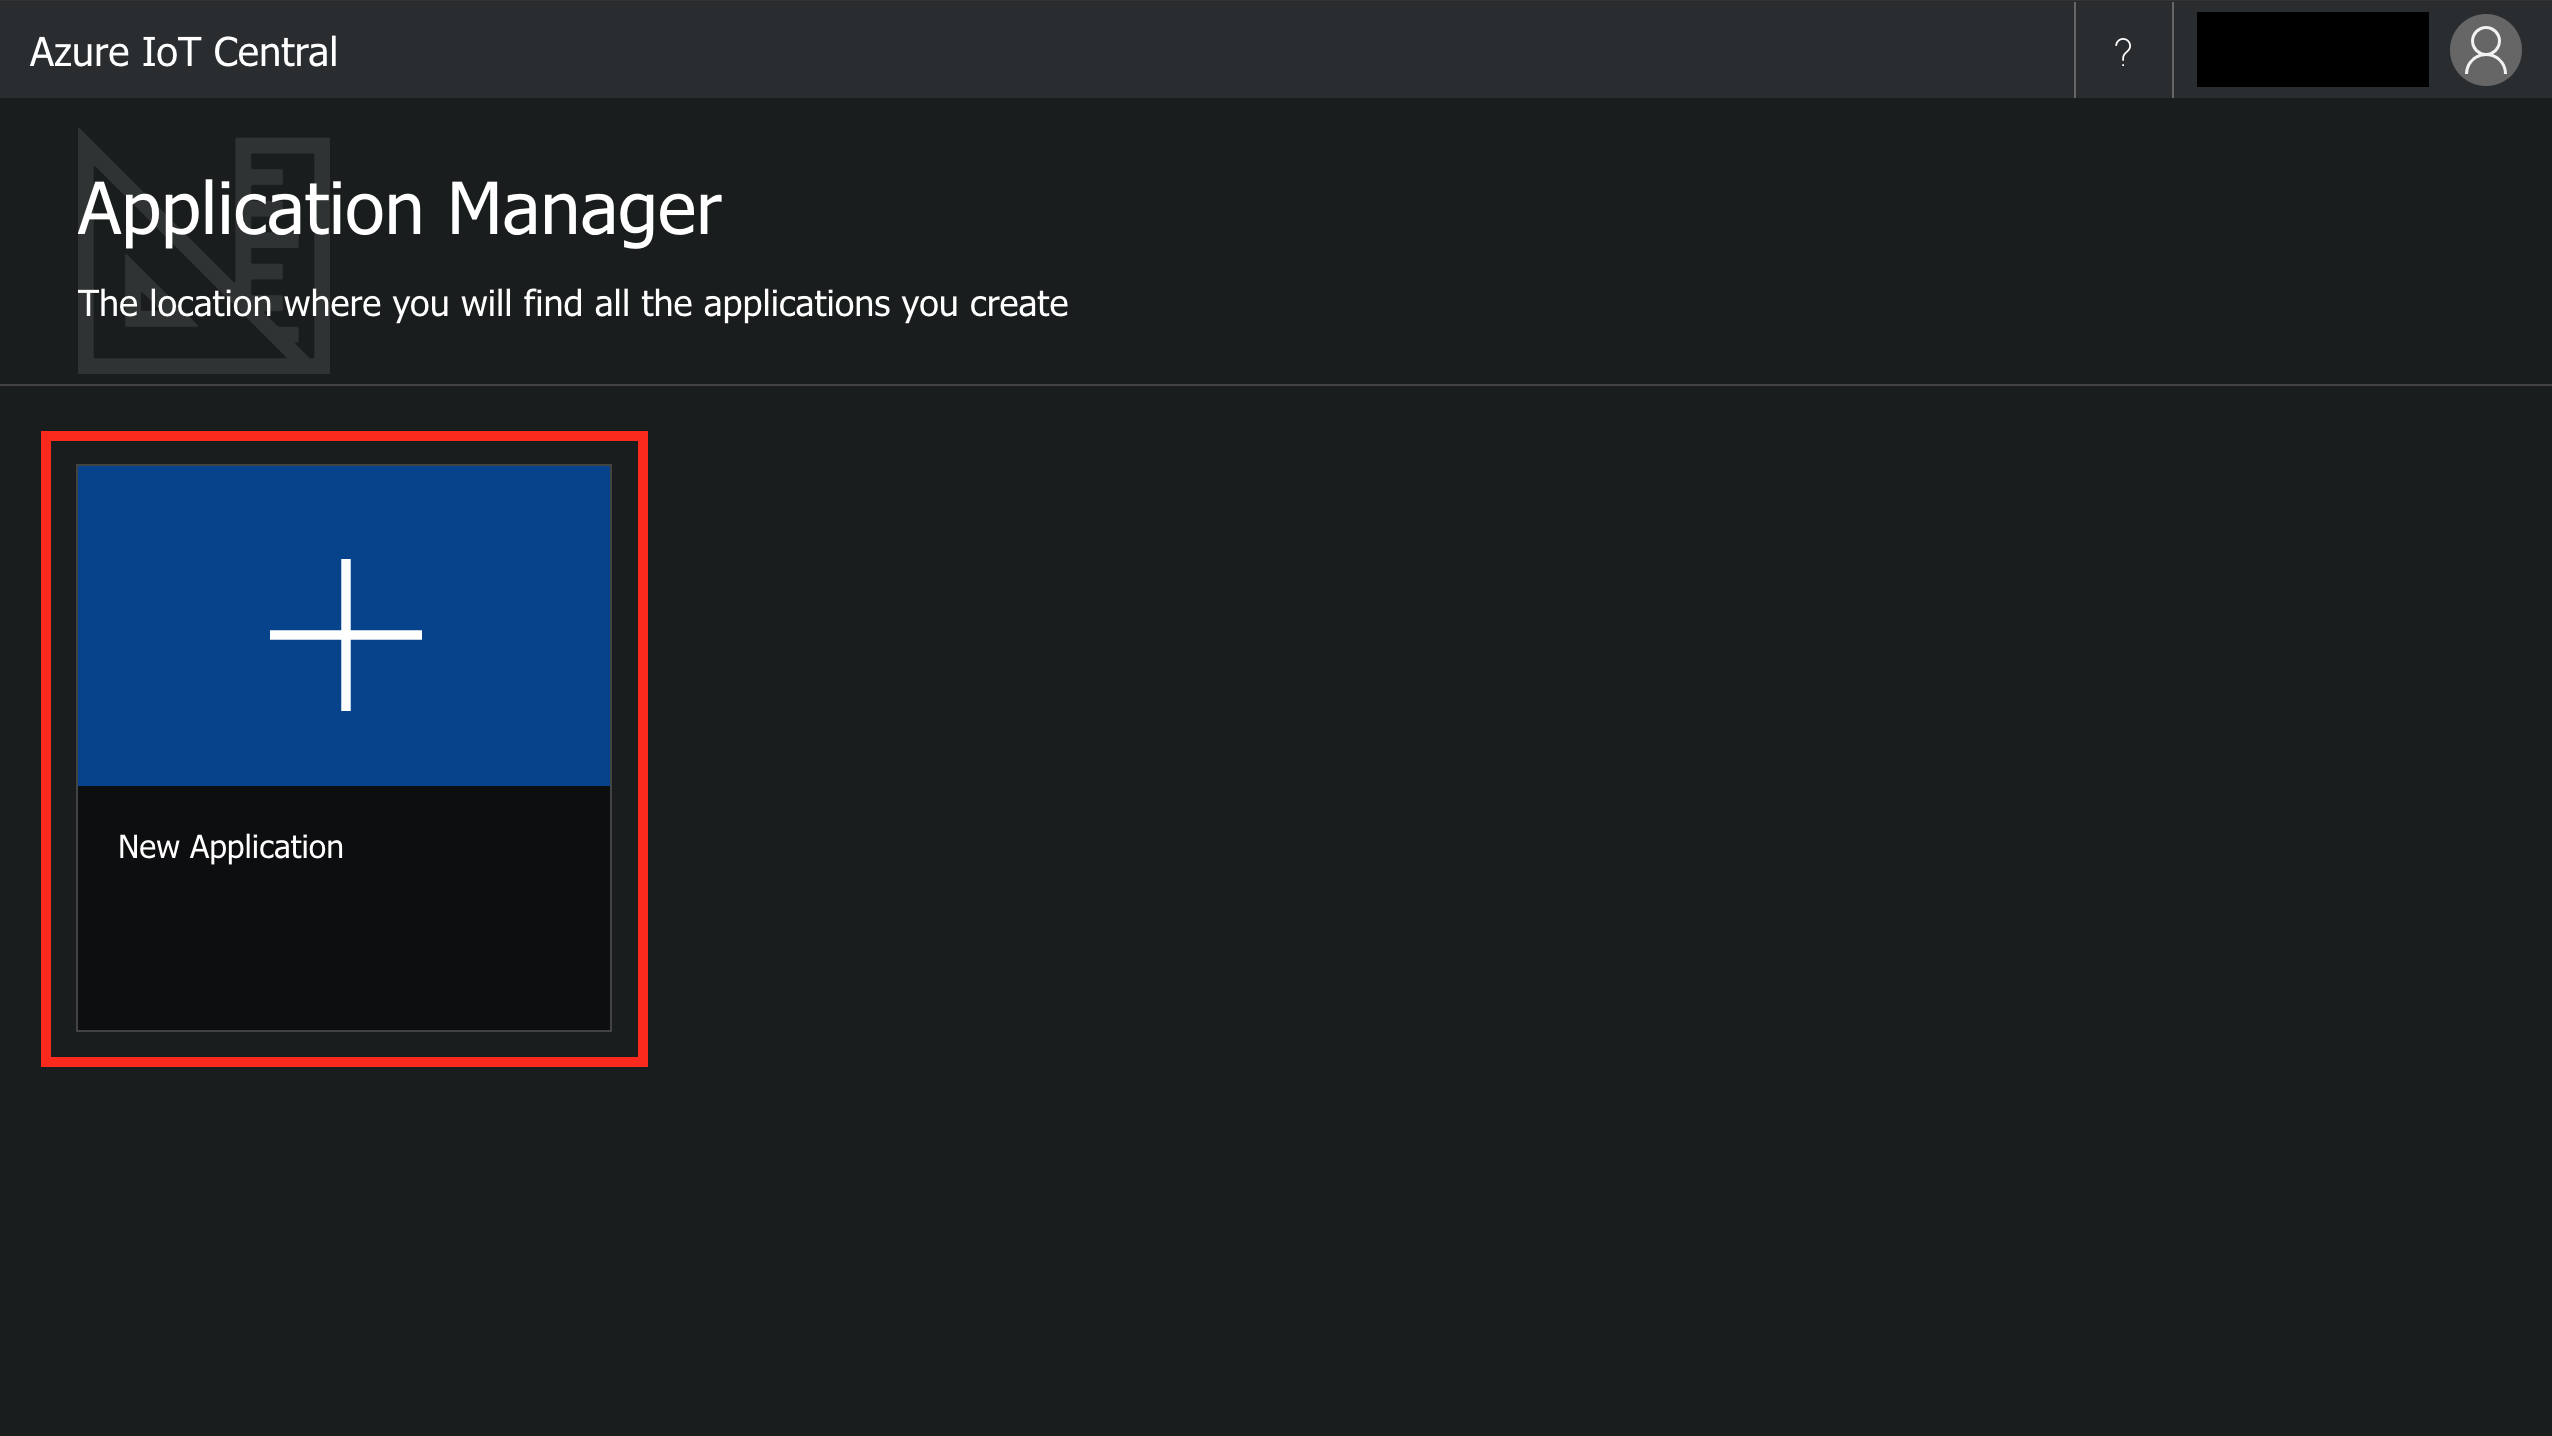 Azure IoT Central
?
Application Manager
The location where you will find all the applications you create
New Application